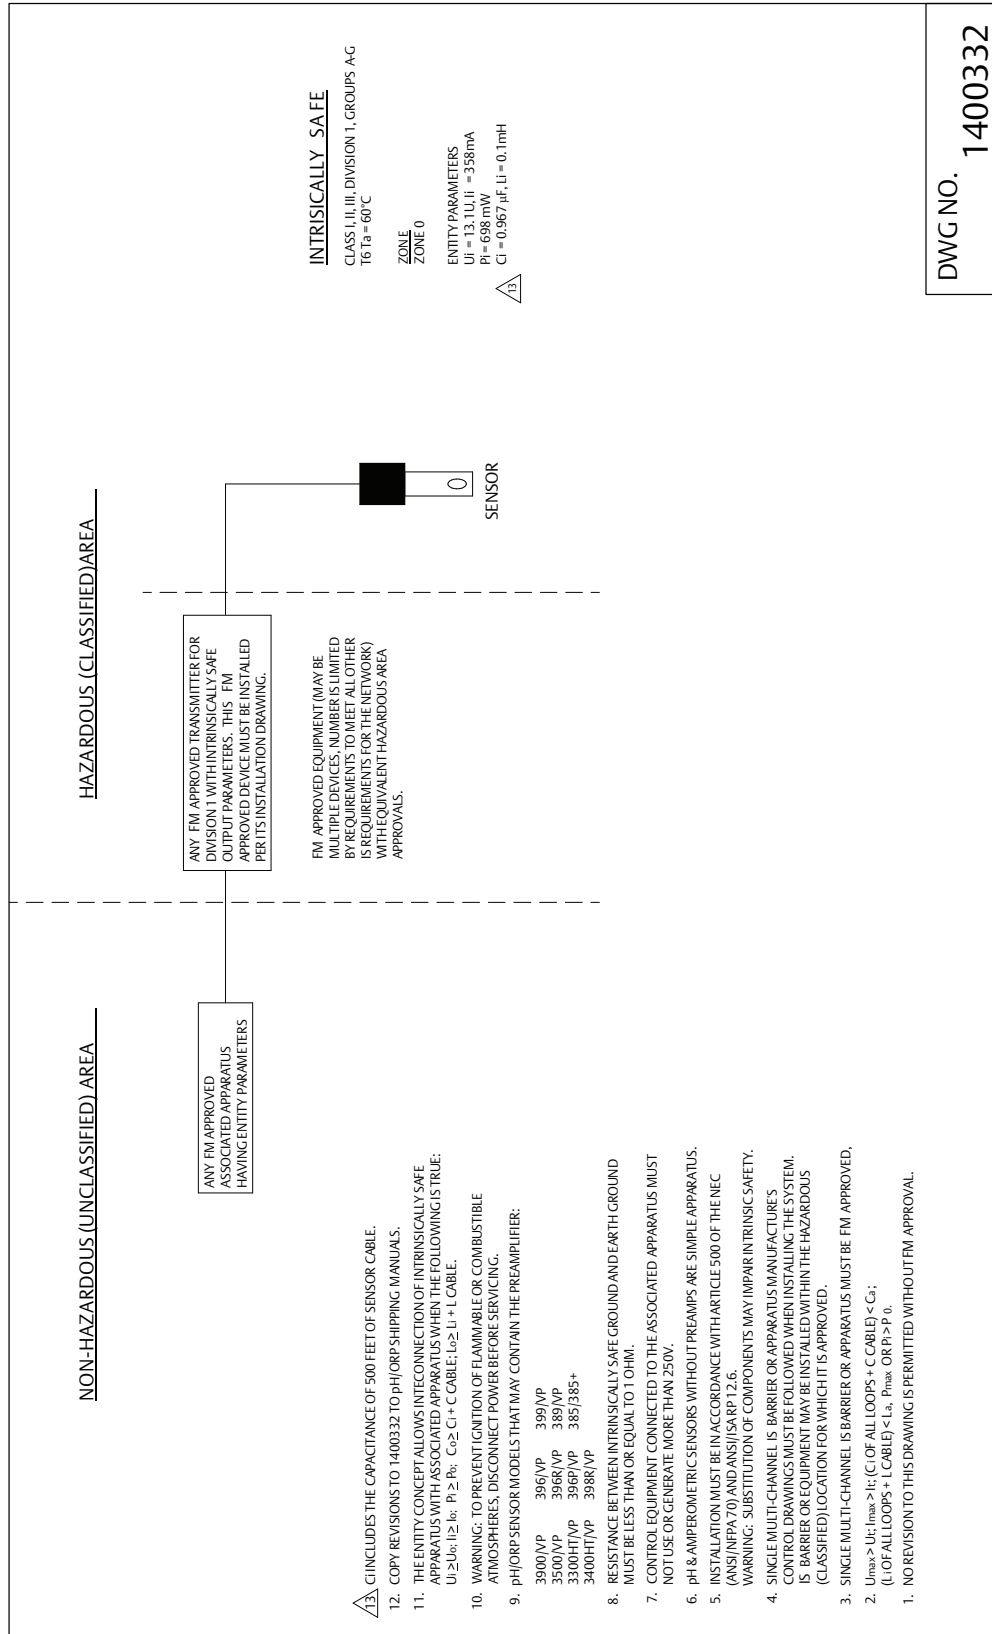 NON-HAZARDOUS (UNCLASSIFIED) AREA
HAZARDOUS (CLASSIFIED)AREA
ANY FM APPROVED
ASSOCIATED APPARATUS
HAVING ENTITY PARAMETERS
ANY FM APPROVED TRANSMITTER FOR
DIVISION 1 WITH INTRINSICALLY SAFE
OUTPUT PARAMETERS. THIS FM
APPROVED DEVICE MUST BE INSTALLED
PER ITS INSTALLATION DRAWING.
FM APPROVED EQUIPMENT (MAY BE
MULTIPLE DEVICES, NUMBER IS LIMITED
BY REQUIREMENTS TO MEET ALL OTHER
IS REQUIREMENTS FOR THE NETWORK)
WITH EQUIVALENT HAZARDOUS AREA
APPROVALS.
SENSOR
INTRISICALLY SAFE
CLASS I, II, III, DIVISION 1, GROUPS A-G
T6 Ta = 60°C
ZONE
ZONE 0
ENTITY PARAMETERS
Ui = 13.1U, Ii = 358mA
Pi = 698 mW
Ci = 0.967 µF, Li = 0.1mH
13
13. Ci INCLUDES THE CAPACITANCE OF 500 FEET OF SENSOR CABLE.
12. COPY REVISIONS TO 1400332 TO pH/ORP SHIPPING MANUALS.
11. THE ENTITY CONCEPT ALLOWS INTECONNECTION OF INTRINSICALLY SAFE
APPARATUS WITH ASSOCIATED APPARATUS WHEN THE FOLLOWING IS TRUE:
Ui ≥ Uo; Ii ≥ Io; Pi ≥ Po; Co ≥ Ci + C CABLE; Lo ≥ Li + L CABLE.
10. WARNING: TO PREVENT IGNITION OF FLAMMABLE OR COMBUSTIBLE
ATMOSPHERES, DISCONNECT POWER BEFORE SERVICING.
9. pH/ORP SENSOR MODELS THAT MAY CONTAIN THE PREAMPLIFIER:
3900/VP 396/VP 399/VP
3500/VP 396R/VP 389/VP
3300HT/VP 396P/VP 385/385+
3400HT/VP 398R/VP
8. RESISTANCE BETWEEN INTRINSICALLY SAFE GROUND AND EARTH GROUND
MUST BE LESS THAN OR EQUAL TO 1 OHM.
7. CONTROL EQUIPMENT CONNECTED TO THE ASSOCIATED APPARATUS MUST
NOT USE OR GENERATE MORE THAN 250V.
6. pH & AMPEROMETRIC SENSORS WITHOUT PREAMPS ARE SIMPLE APPARATUS.
5. INSTALLATION MUST BE IN ACCORDANCE WITH ARTICLE 500 OF THE NEC
(ANSI/NFPA 70) AND ANSI/ISA RP 12.6.
WARNING: SUBSTITUTION OF COMPONENTS MAY IMPAIR INTRINSIC SAFETY.
4. SINGLE MULTI-CHANNEL IS BARRIER OR APPARATUS MANUFACTURE'S
CONTROL DRAWINGS MUST BE FOLLOWED WHEN INSTALLING THE SYSTEM.
IS BARRIER OR EQUIPMENT MAY BE INSTALLED WITHIN THE HAZARDOUS
(CLASSIFIED) LOCATION FOR WHICH IT IS APPROVED.
3. SINGLE MULTI-CHANNEL IS BARRIER OR APPARATUS MUST BE FM APPROVED,
2. Umax > Ut; Imax > It; (Ci OF ALL LOOPS + C CABLE) < Ca;
(Li OF ALL LOOPS + L CABLE) < La, Pmax OR Pi > P o.
1. NO REVISION TO THIS DRAWING IS PERMITTED WITHOUT FM APPROVAL.
DWG NO. 1400332